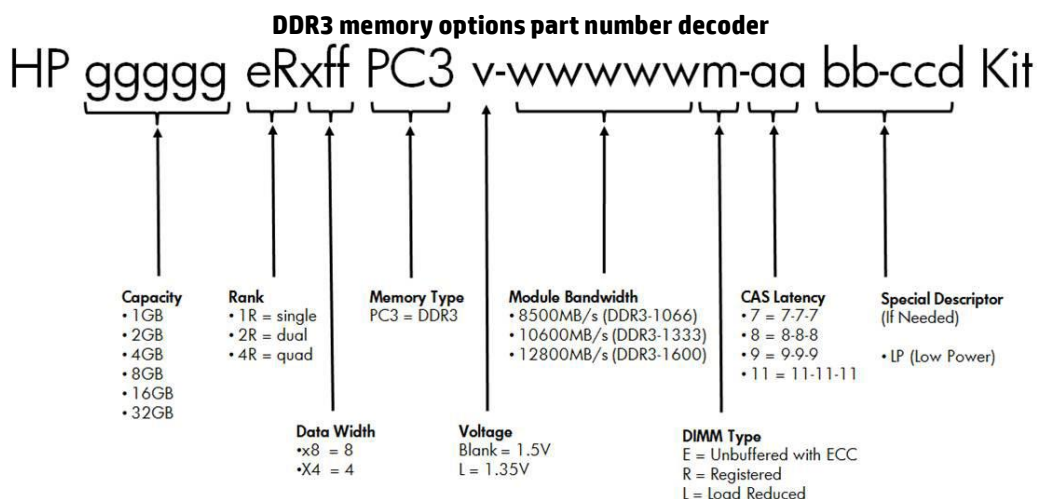 DDR3 memory options part number decoder
HP ggggg eRxff PC3 v-wwwwwm-aa bb-ccd Kit
Capacity
• 1GB
• 2GB
• 4GB
• 8GB
• 16GB
• 32GB
Rank
• 1R = single
• 2R = dual
• 4R = quad
Memory Type
PC3 = DDR3
Module Bandwidth
• 8500MB/s (DDR3-1066)
• 10600MB/s (DDR3-1333)
• 12800MB/s (DDR3-1600)
CAS Latency
• 7 = 7-7-7
• 8 = 8-8-8
• 9 = 9-9-9
• 11 = 11-11-11
Special Descriptor
(If Needed)
• LP (Low Power)
Data Width
•x8 = 8
•X4 = 4
Voltage
Blank = 1.5V
L = 1.35V
DIMM Type
E = Unbuffered with ECC
R = Registered
L = Load Reduced